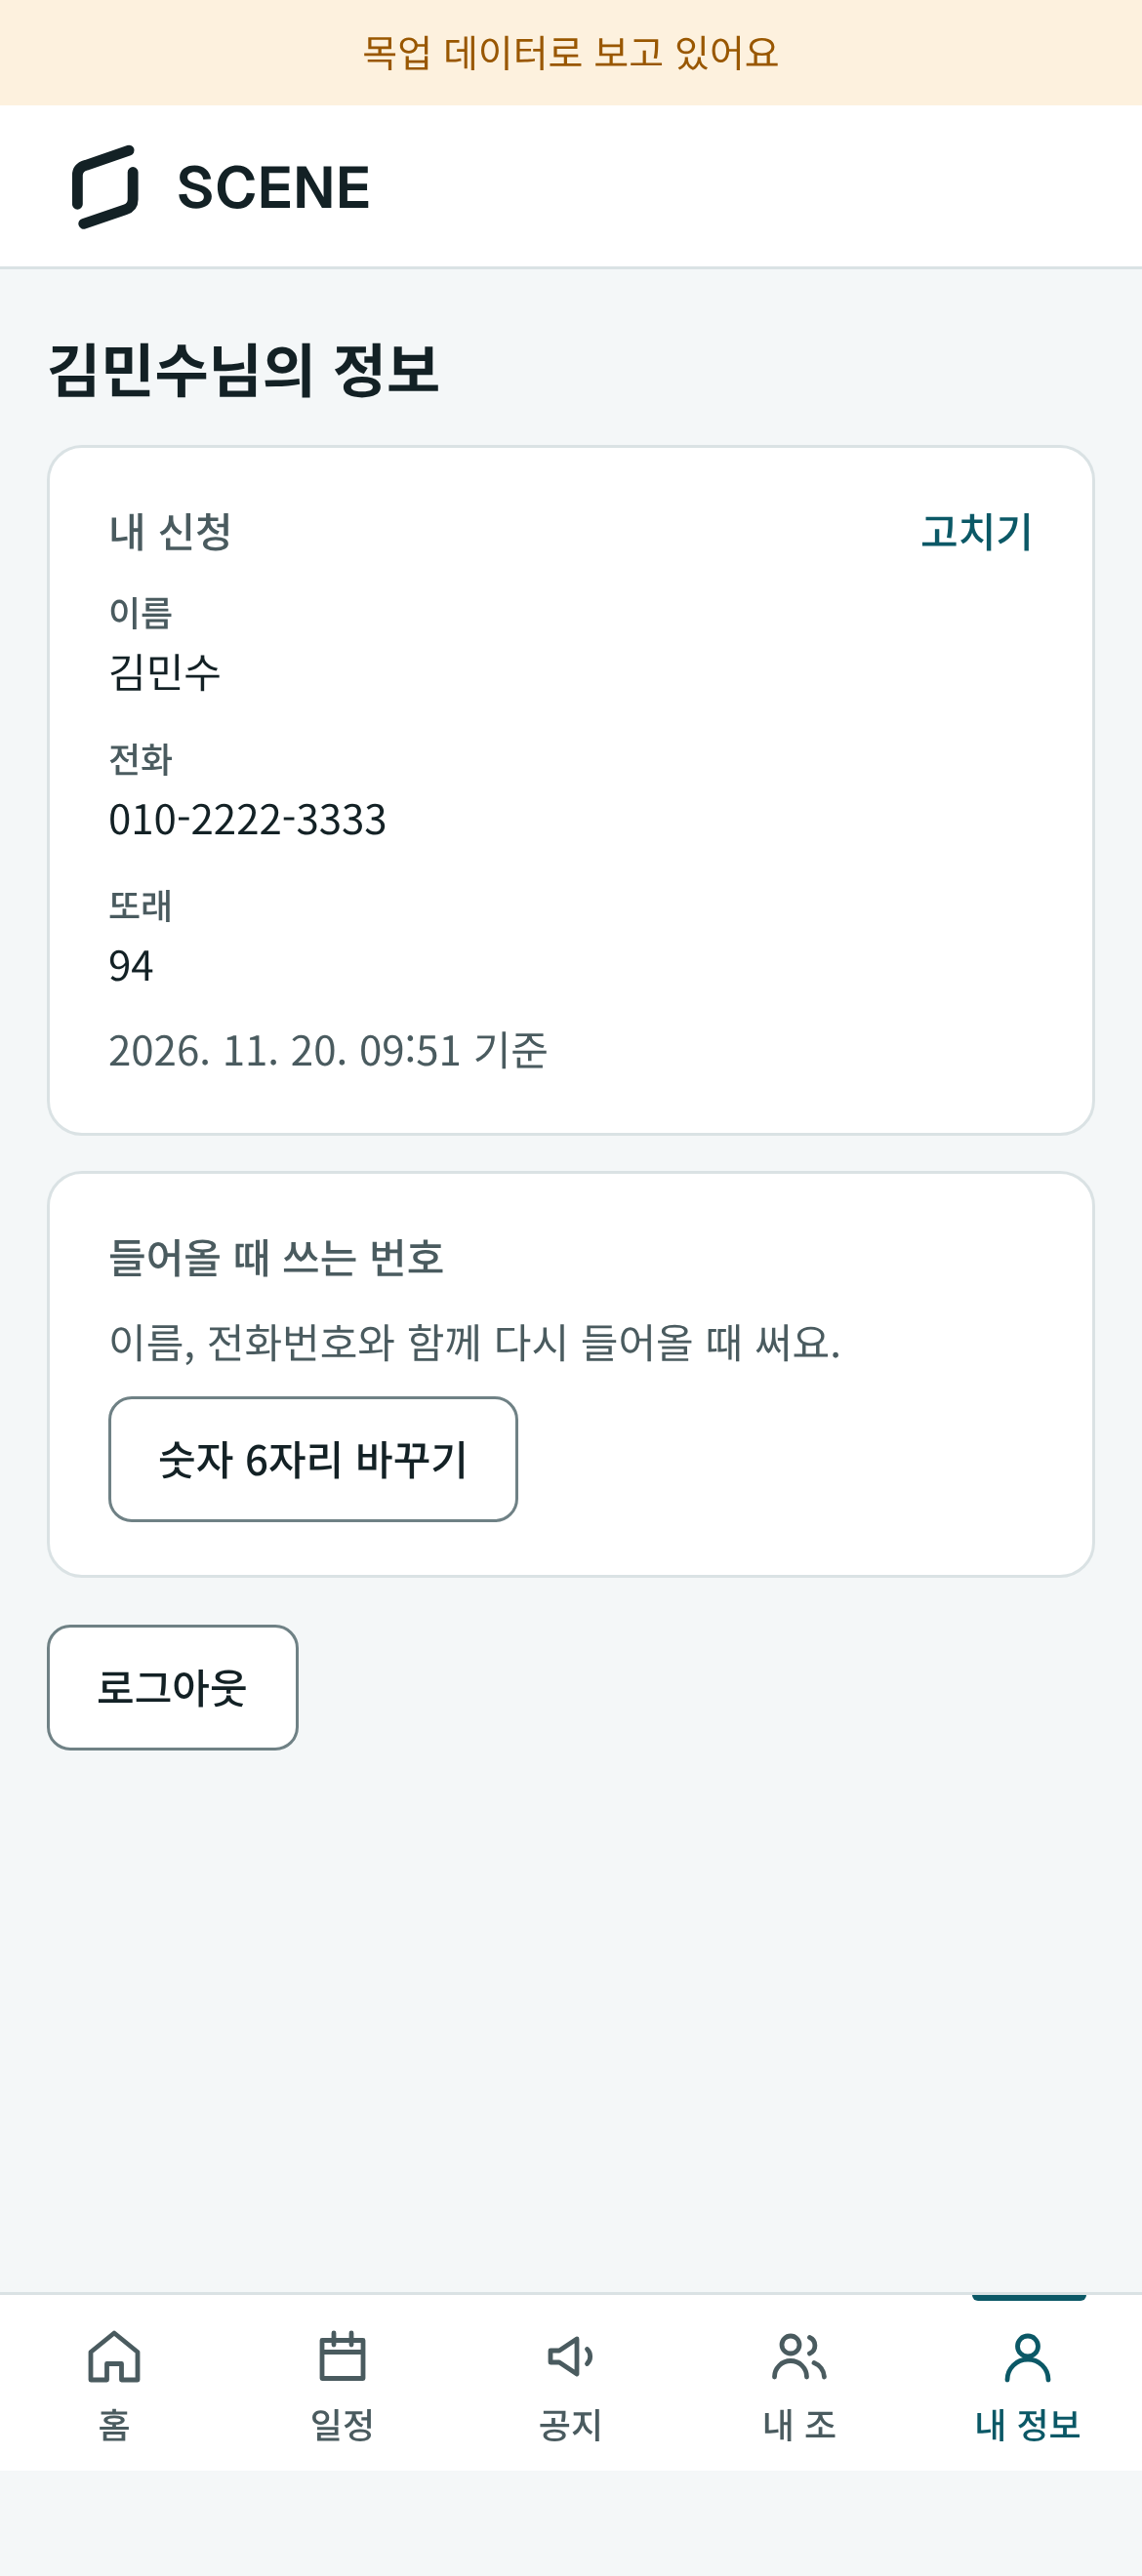 목업 데이터로 보고 있어요
SCENE
김민수님의 정보
내 신청
고치기
이름
김민수
전화
010-2222-3333
또래
94
2026. 11. 20. 09:51 기준
들어올 때 쓰는 번호
이름, 전화번호와 함께 다시 들어올 때 써요.
숫자 6자리 바꾸기
로그아웃
홈
일정
공지
내 조
내 정보